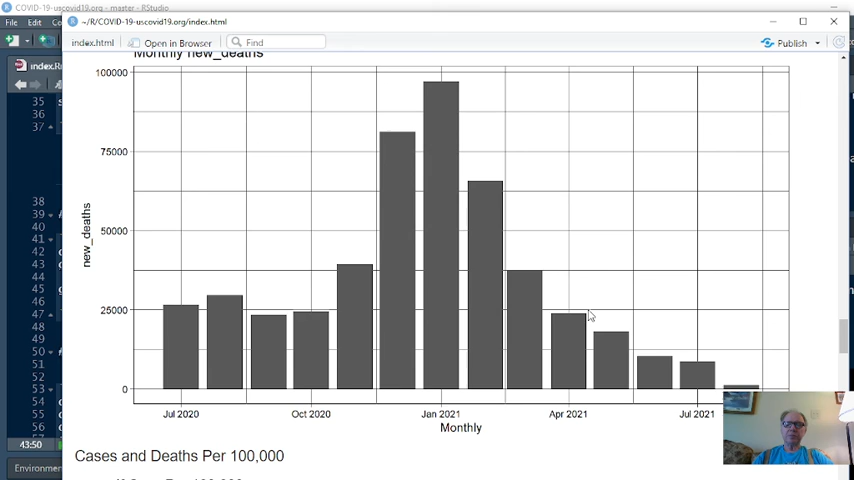 COVID-19-uscovid19.org - master - RStudio
~/R/COVID-19-uscovid19.org/index.html
File Edit
index.html Open in Browser Find Publish
index.R
Monthly new_deaths
35
36
37
38
39
40
41
42
43
44
45
46
47
48
49
50
51
52
53
54
55
56
100000
75000
50000
25000
0
new_deaths
Jul 2020 Oct 2020 Jan 2021 Apr 2021 Jul 2021
Monthly
43:50
Cases and Deaths Per 100,000
Environmen